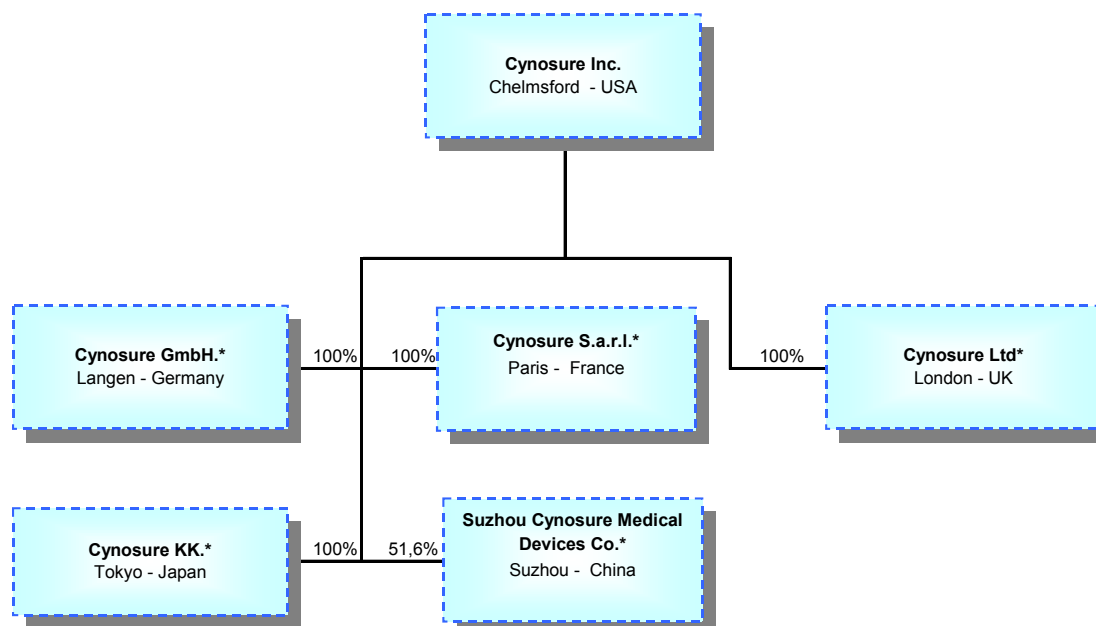 Cynosure Inc.
Chelmsford - USA
Cynosure GmbH.*
Langen - Germany
100%
100%
Cynosure S.a.r.l.*
Paris - France
100%
Cynosure Ltd*
London - UK
Cynosure KK.*
Tokyo - Japan
100%
51,6%
Suzhou Cynosure Medical
Devices Co.*
Suzhou - China